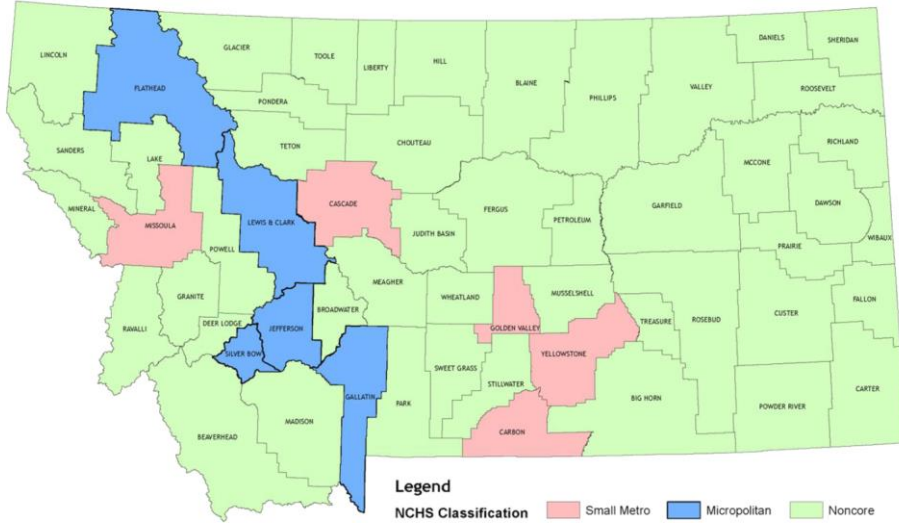 LINCOLN
FLATHEAD
GLACIER
TOOLE
LIBERTY
HILL
BLAINE
PHILLIPS
VALLEY
DANIELS
SHERIDAN
ROOSEVELT
PONDERA
TETON
CHOUTEAU
SANDERS
LAKE
MINERAL
MISSOULA
POWELL
LEWIS & CLARK
CASCADE
JUDITH BASIN
FERGUS
PETROLEUM
GARFIELD
MCCONE
RICHLAND
DAWSON
PRAIRIE
WIBAUX
RAVALLI
GRANITE
DEER LODGE
SILVER BOW
JEFFERSON
BROADWATER
MEAGHER
WHEATLAND
GOLDEN VALLEY
MUSSELSHELL
TREASURE
ROSEBUD
CUSTER
FALLON
BEAVERHEAD
MADISON
GALLATIN
PARK
SWEET GRASS
STILLWATER
YELLOWSTONE
CARBON
BIG HORN
POWDER RIVER
CARTER
Legend
NCHS Classification Small Metro Micropolitan Noncore